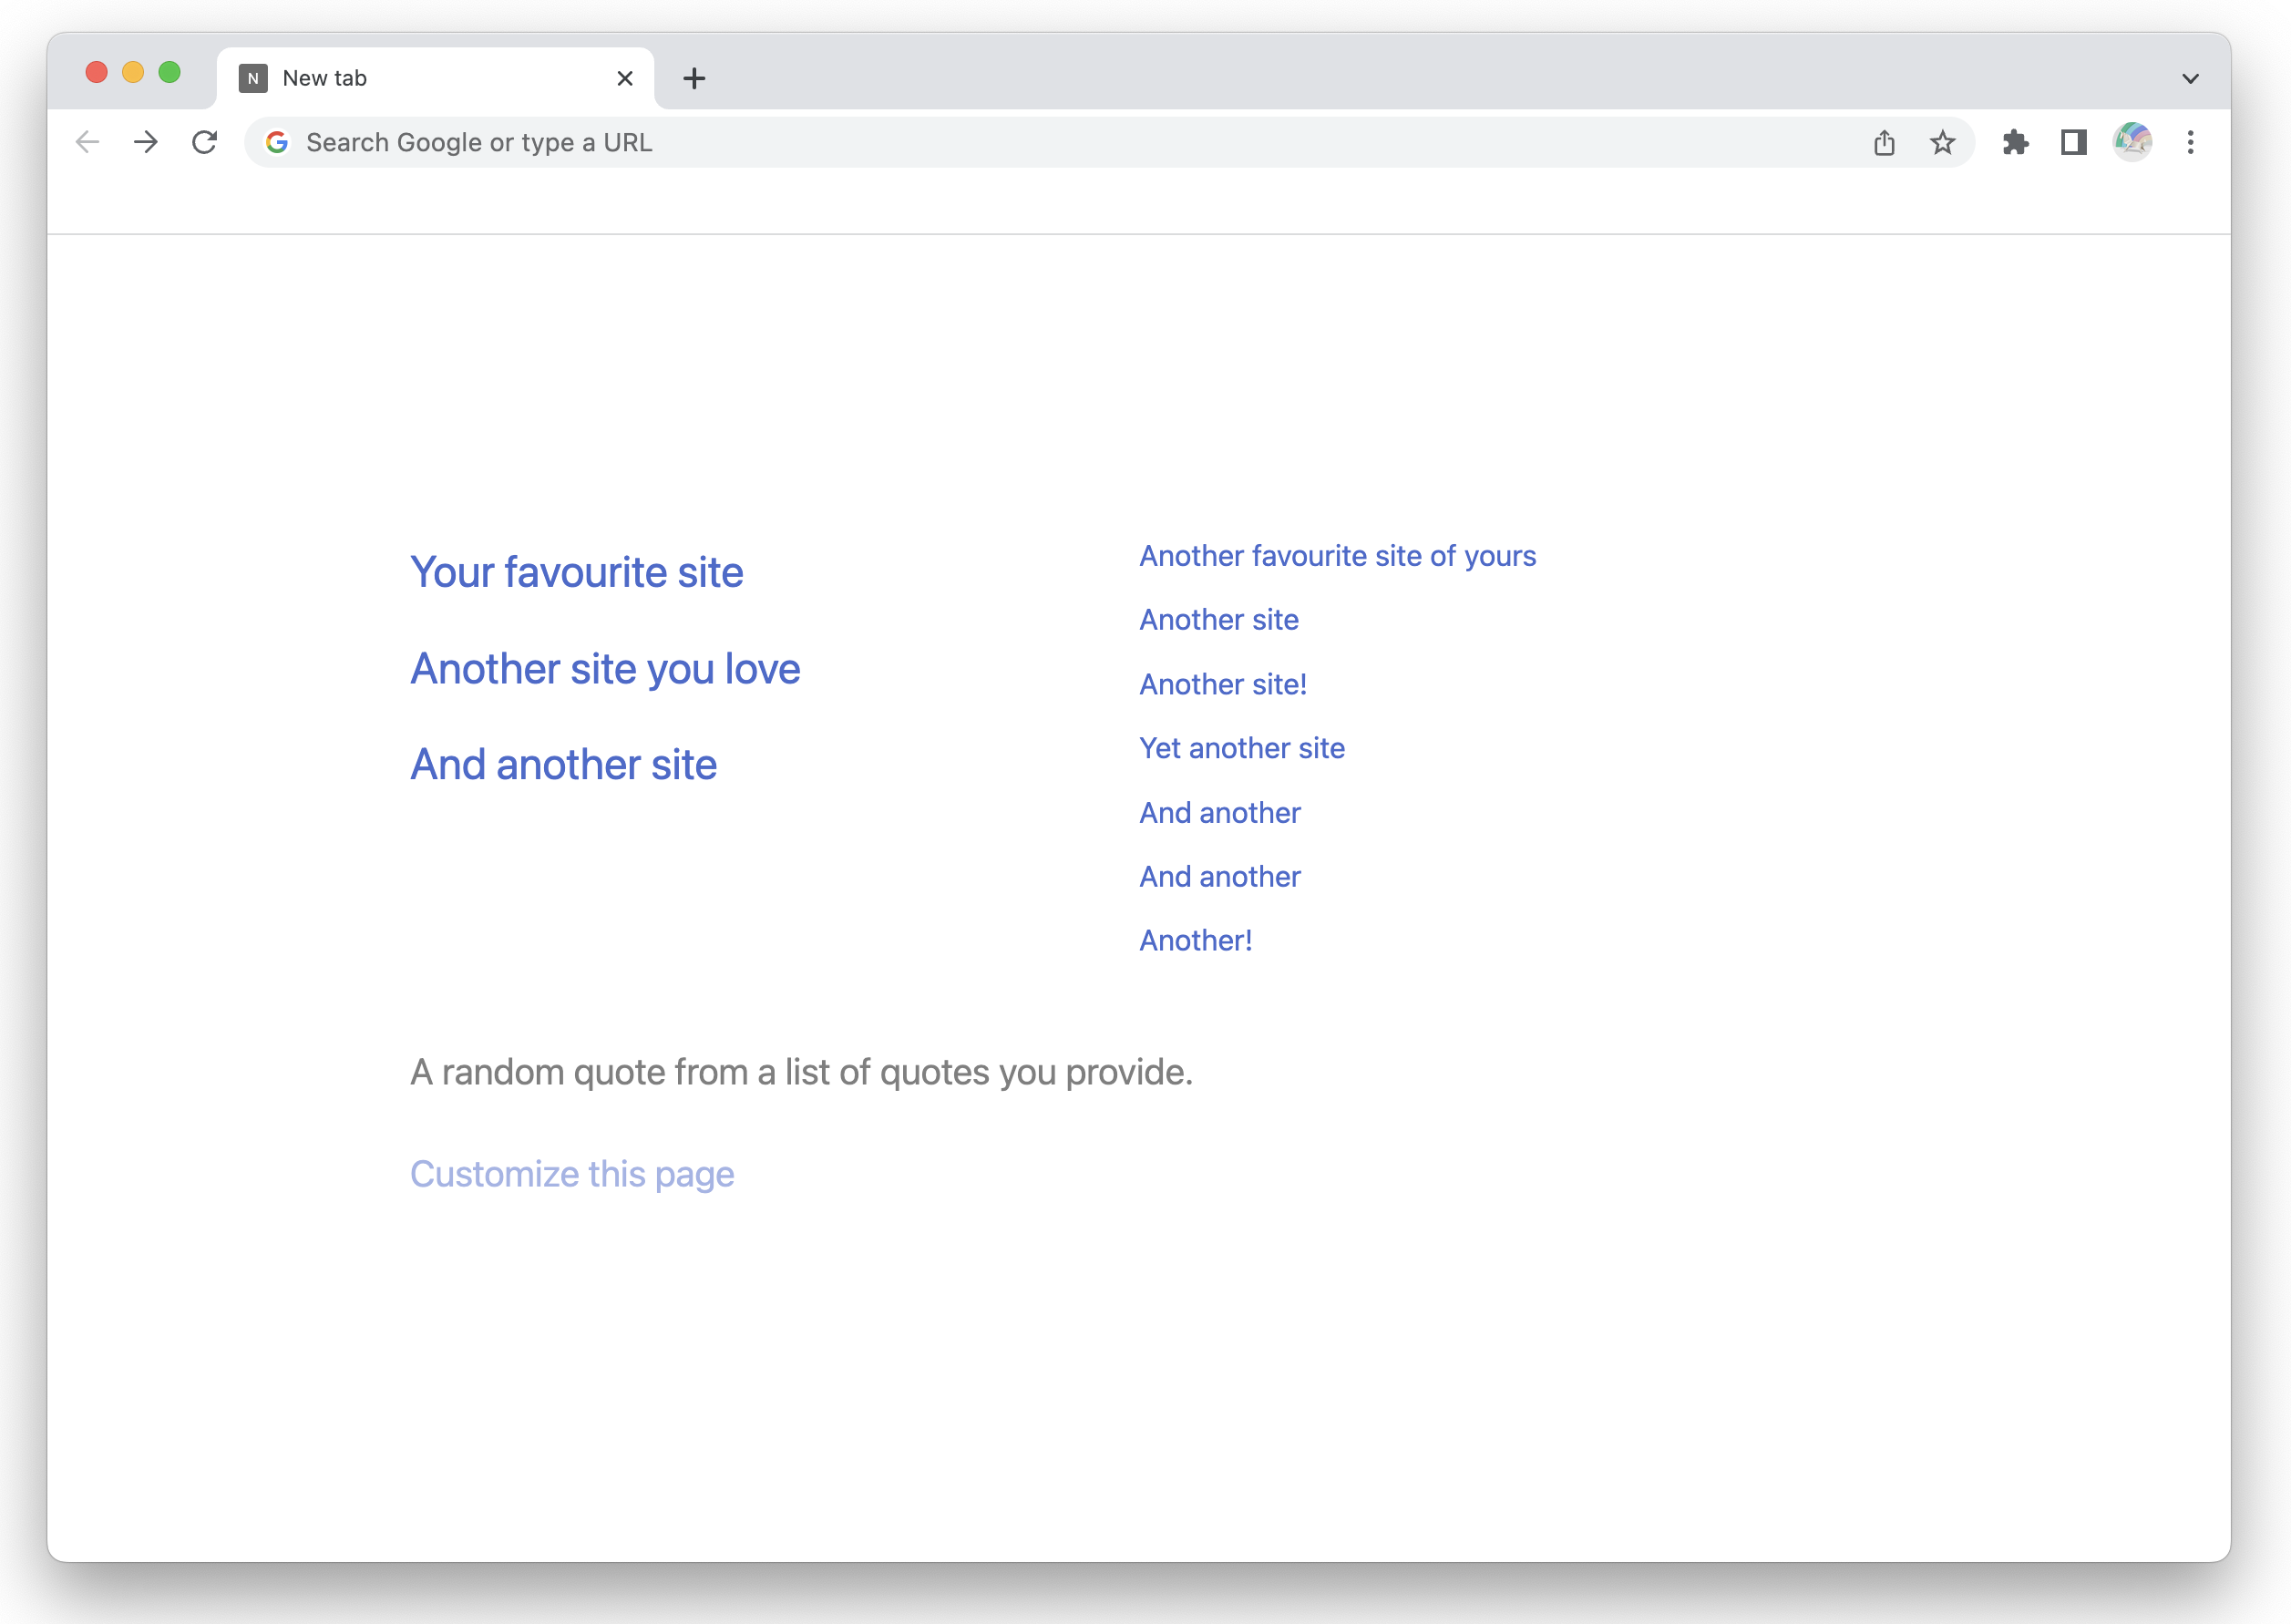 N New tab
Search Google or type a URL
Your favourite site
Another site you love
And another site
Another favourite site of yours
Another site
Another site!
Yet another site
And another
And another
Another!
A random quote from a list of quotes you provide.
Customize this page